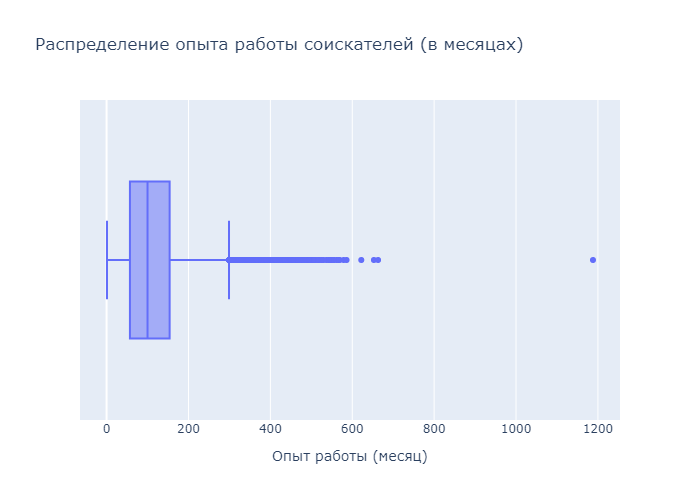 Распределение опыта работы соискателей (в месяцах)
0 200 400 600 800 1000 1200
Опыт работы (месяц)